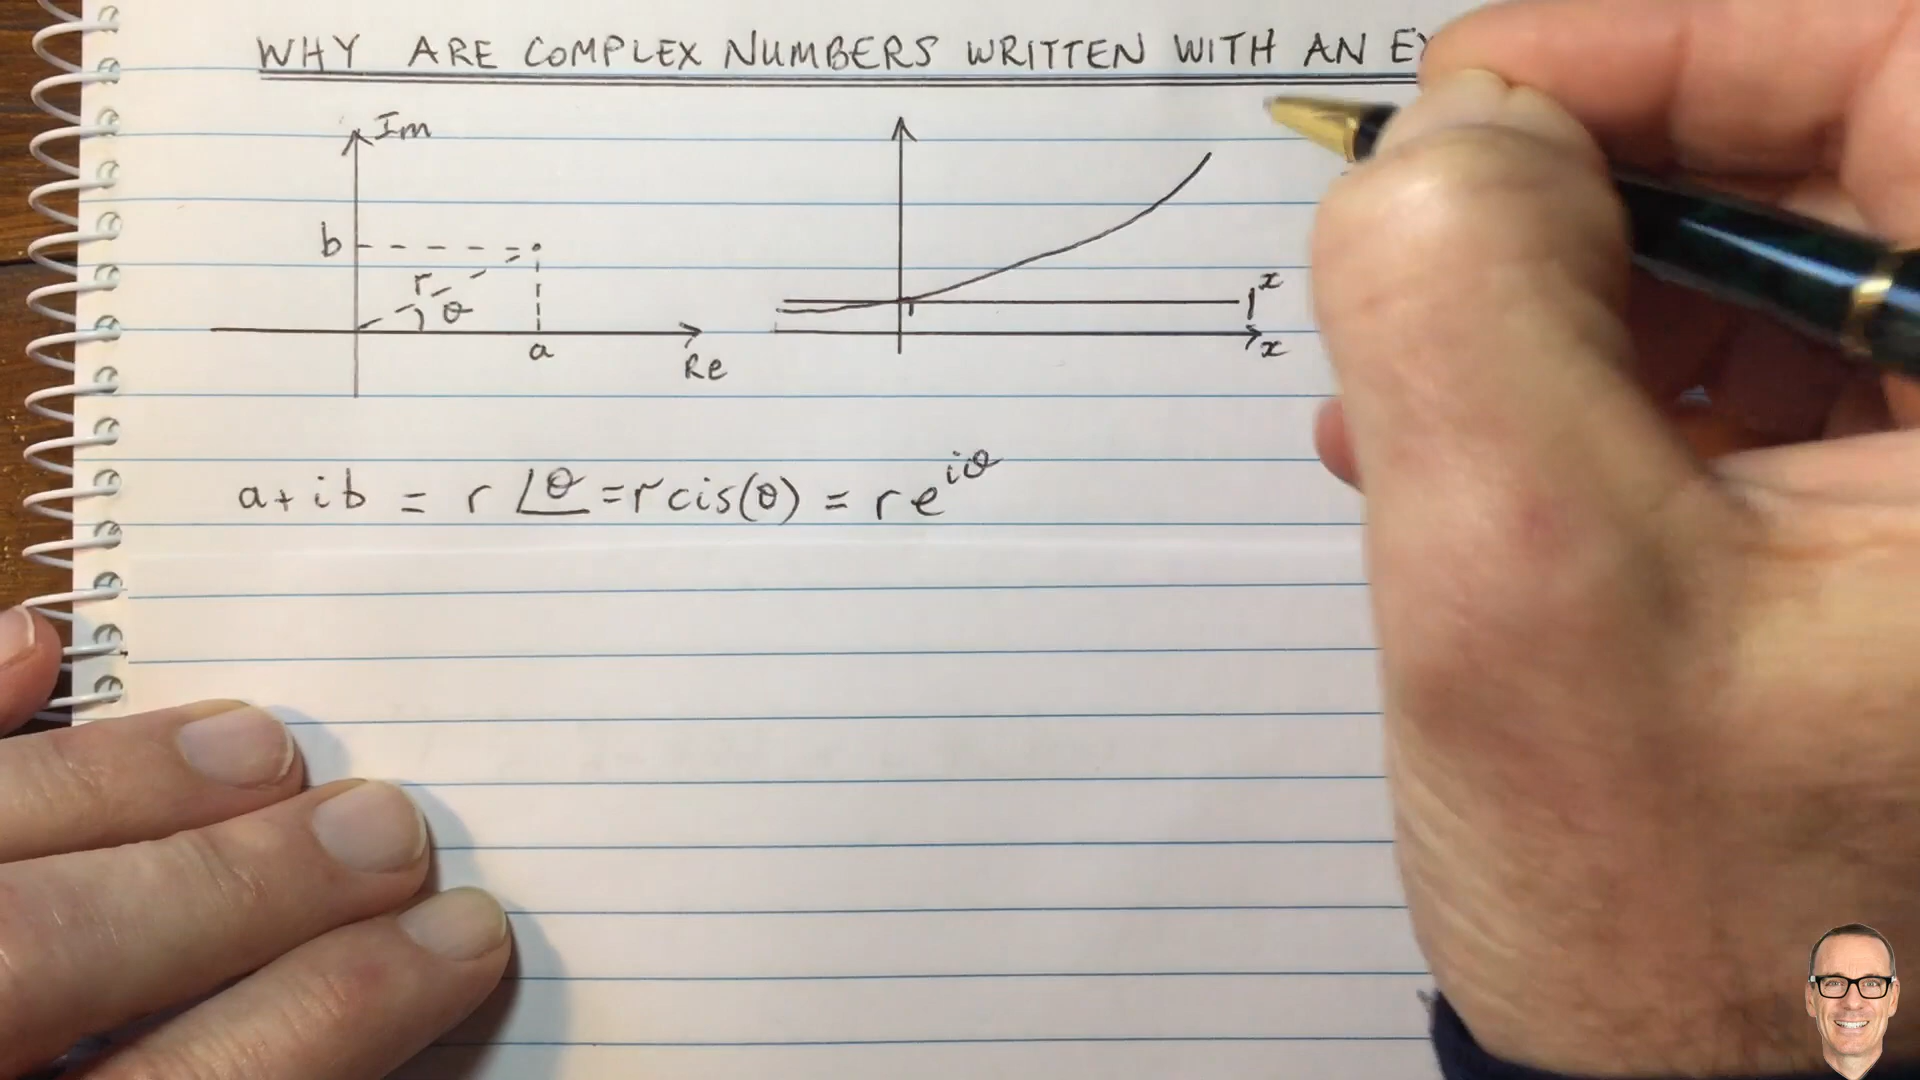 WHY ARE COMPLEX NUMBERS WRITTEN WITH AN
Im
b
r
θ
a
Re
1^x
x
1
a + ib = r∠θ = r cis(θ) = re^{iθ}